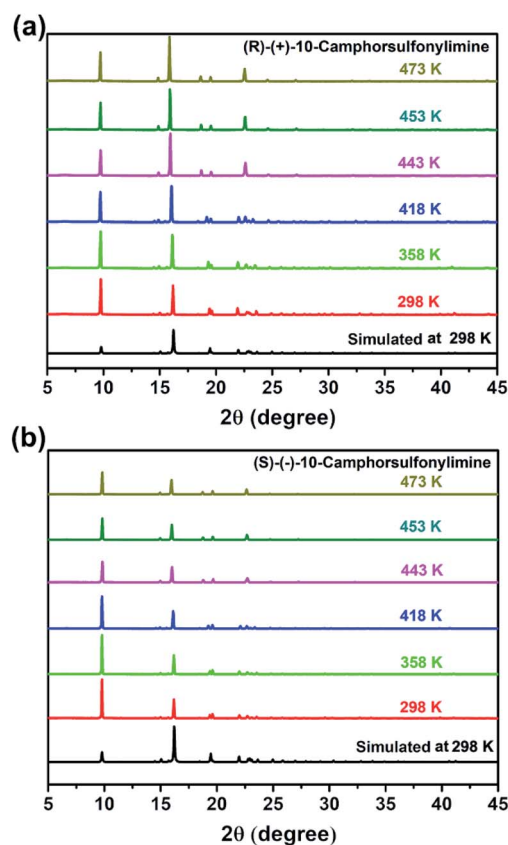 (a)
(R)-(+)-10-Camphorsulfonylimine
473 K
453 K
443 K
418 K
358 K
298 K
Simulated at 298 K
5 10 15 20 25 30 35 40 45
2θ (degree)
(b)
(S)-(-)-10-Camphorsulfonylimine
473 K
453 K
443 K
418 K
358 K
298 K
Simulated at 298 K
5 10 15 20 25 30 35 40 45
2θ (degree)